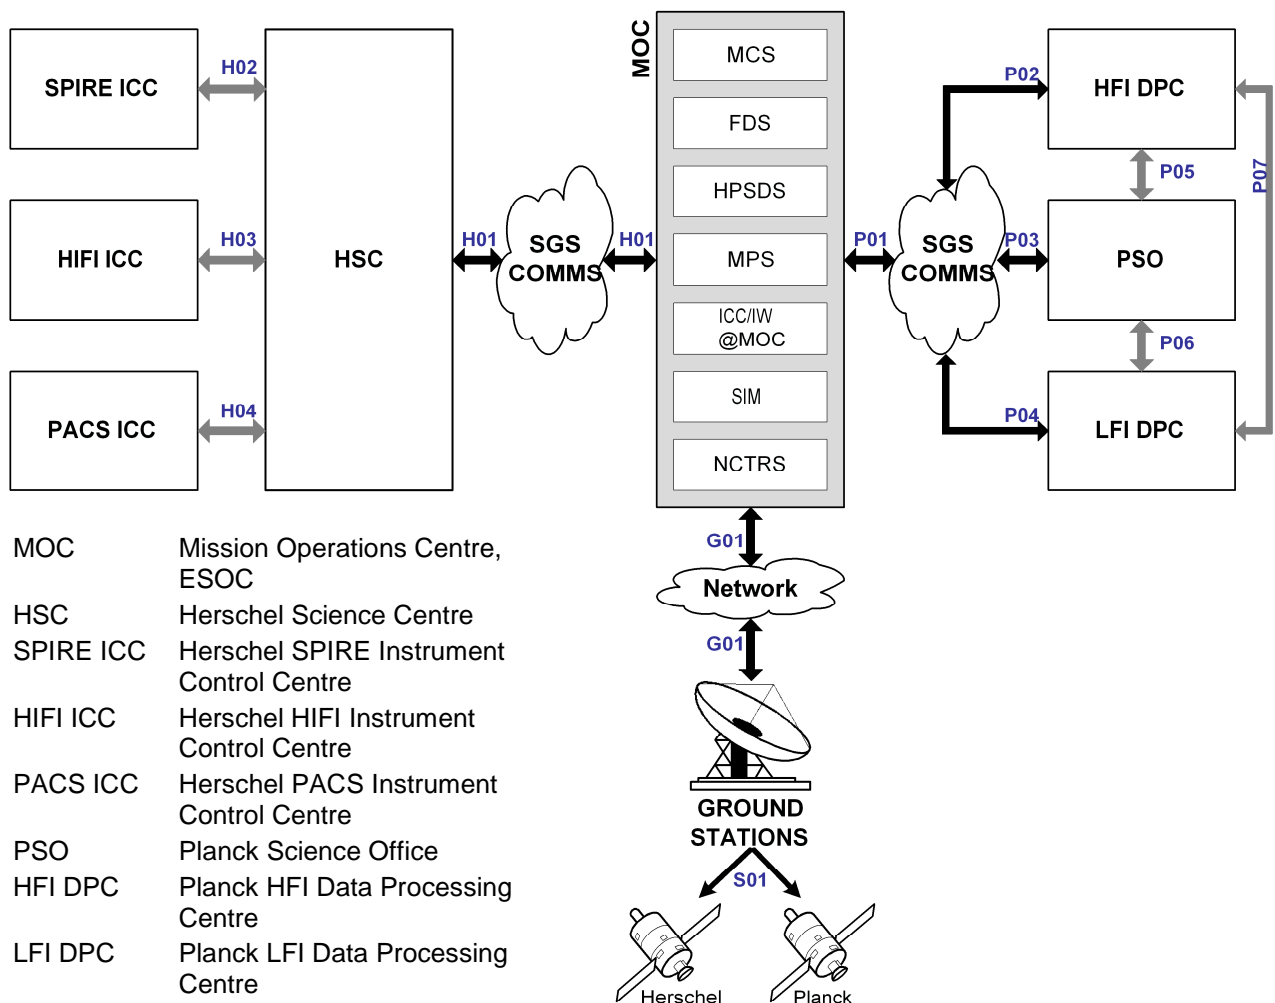 SPIRE ICC
HIFI ICC
PACS ICC
H02
H03
H04
HSC
H01
SGS
COMMS
H01
MOC
MCS
FDS
HPSDS
MPS
ICC/IW
@MOC
SIM
NCTRS
P01
SGS
COMMS
P02
P03
P04
HFI DPC
P05
PSO
P06
LFI DPC
P07
G01
Network
G01
GROUND
STATIONS
S01
Herschel
Planck
MOC Mission Operations Centre,
ESOC
HSC Herschel Science Centre
SPIRE ICC Herschel SPIRE Instrument
Control Centre
HIFI ICC Herschel HIFI Instrument
Control Centre
PACS ICC Herschel PACS Instrument
Control Centre
PSO Planck Science Office
HFI DPC Planck HFI Data Processing
Centre
LFI DPC Planck LFI Data Processing
Centre